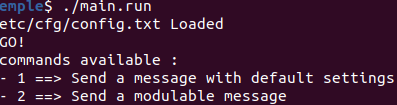 emple$ ./main.run
etc/cfg/config.txt Loaded
GO!
commands available :
- 1 ==> Send a message with default settings
- 2 ==> Send a modulable message